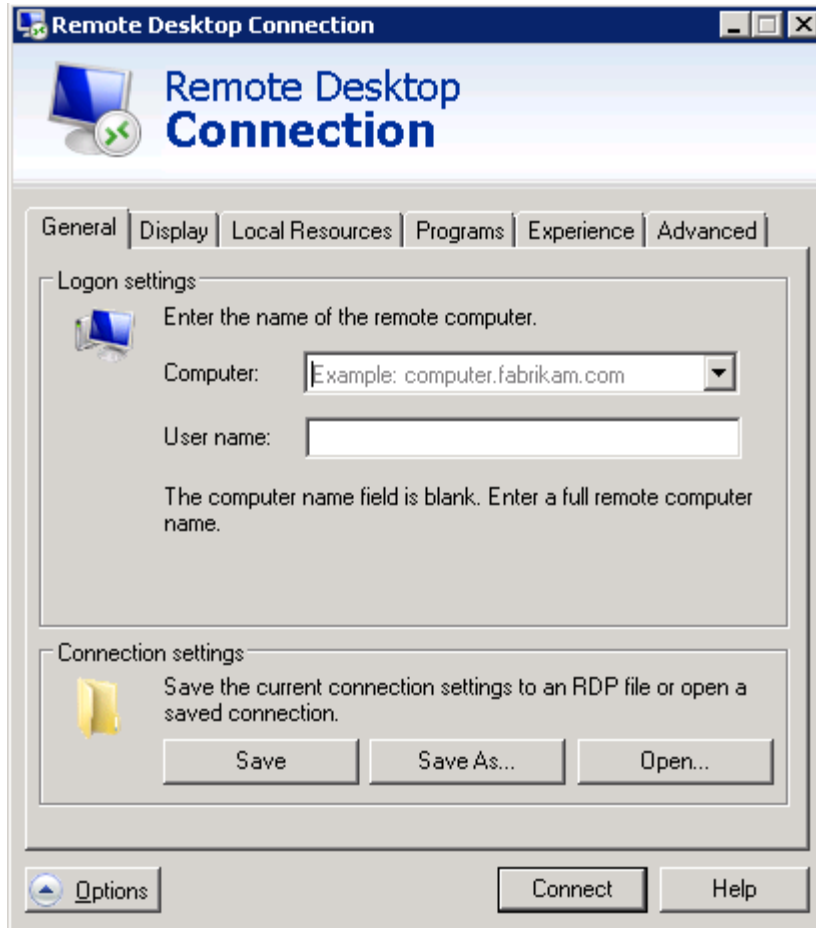 Remote Desktop Connection
Remote Desktop
Connection
General Display Local Resources Programs Experience Advanced
Logon settings
Enter the name of the remote computer.
Computer: Example: computer.fabrikam.com
User name:
The computer name field is blank. Enter a full remote computer
name.
Connection settings
Save the current connection settings to an RDP file or open a
saved connection.
Save Save As... Open...
Options Connect Help